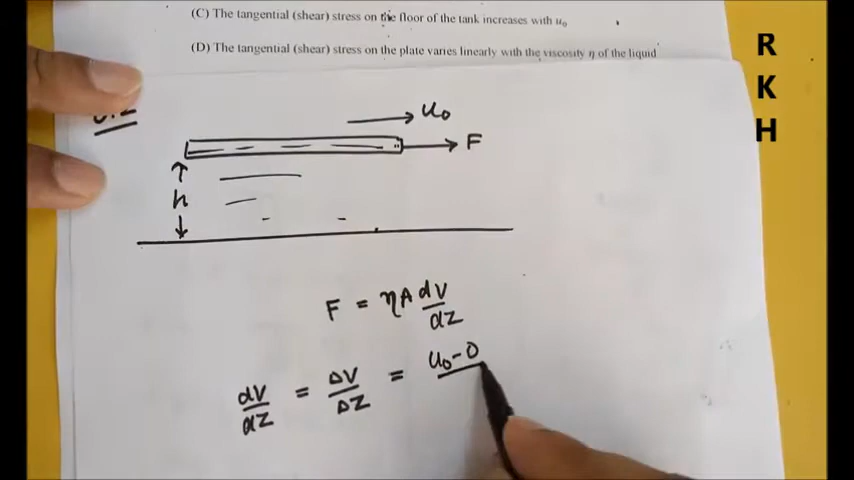 (C) The tangential (shear) stress on the floor of the tank increases with u₀
(D) The tangential (shear) stress on the plate varies linearly with the viscosity η of the liquid
R
K
H
u₀
F
h
F = ηA dV/dz
dV/dz = ΔV/ΔZ = u₀-0